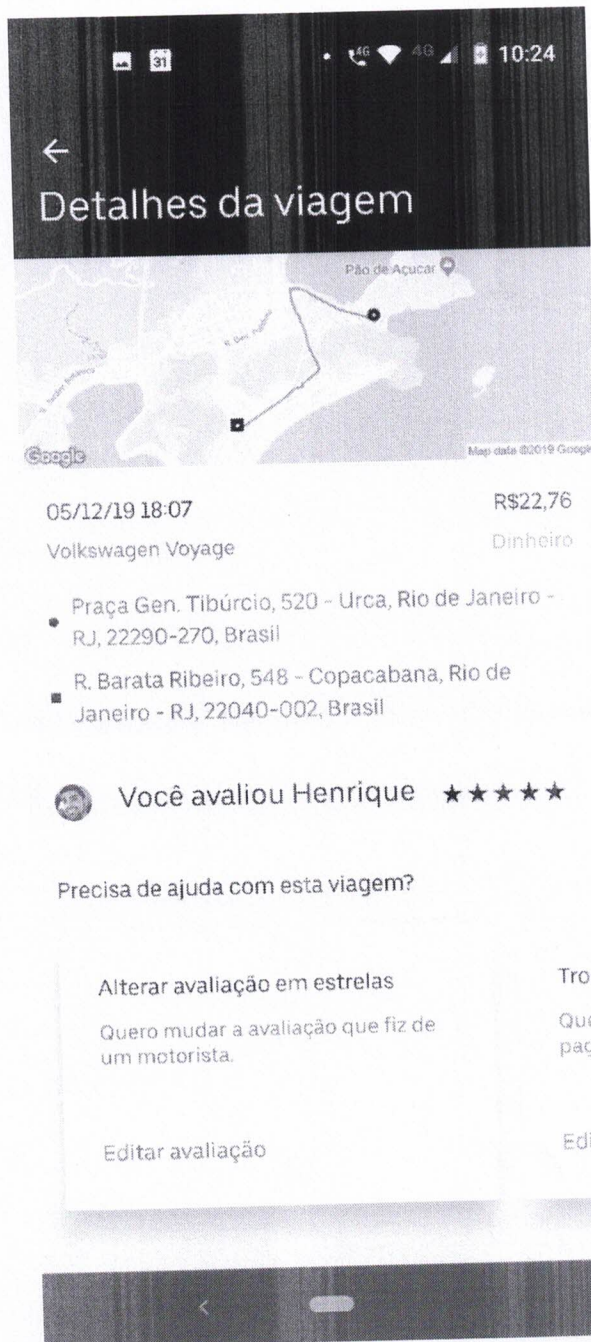 31
4G 4G 10:24
Detalhes da viagem
Pão de Açucar
Google
Map data ©2019 Google
05/12/19 18:07 R$22,76
Volkswagen Voyage Dinheiro
Praça Gen. Tibúrcio, 520 - Urca, Rio de Janeiro -
RJ, 22290-270, Brasil
R. Barata Ribeiro, 548 - Copacabana, Rio de
Janeiro - RJ, 22040-002, Brasil
Você avaliou Henrique ★★★★★
Precisa de ajuda com esta viagem?
Alterar avaliação em estrelas Tro
Quero mudar a avaliação que fiz de Que
um motorista. pag
Editar avaliação Edi